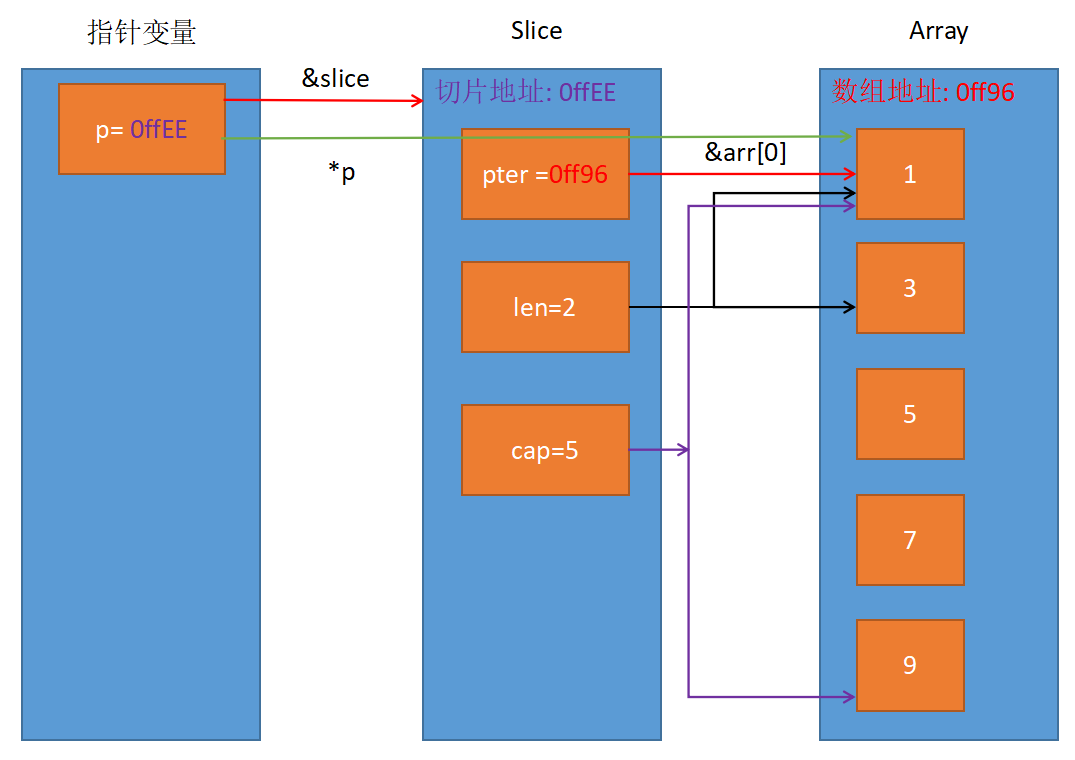 指针变量
Slice
Array
&slice
切片地址: 0ffEE
数组地址: 0ff96
p= 0ffEE
*p
pter =0ff96
&arr[0]
1
len=2
3
cap=5
5
7
9